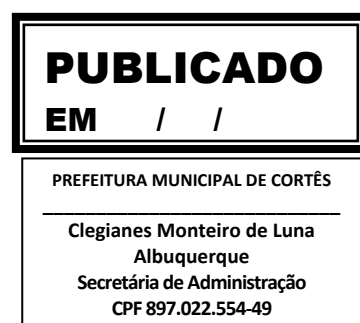 PUBLICADO
EM / /
PREFEITURA MUNICIPAL DE CORTÊS
______________________________
Clegianes Monteiro de Luna
Albuquerque
Secretária de Administração
CPF 897.022.554-49